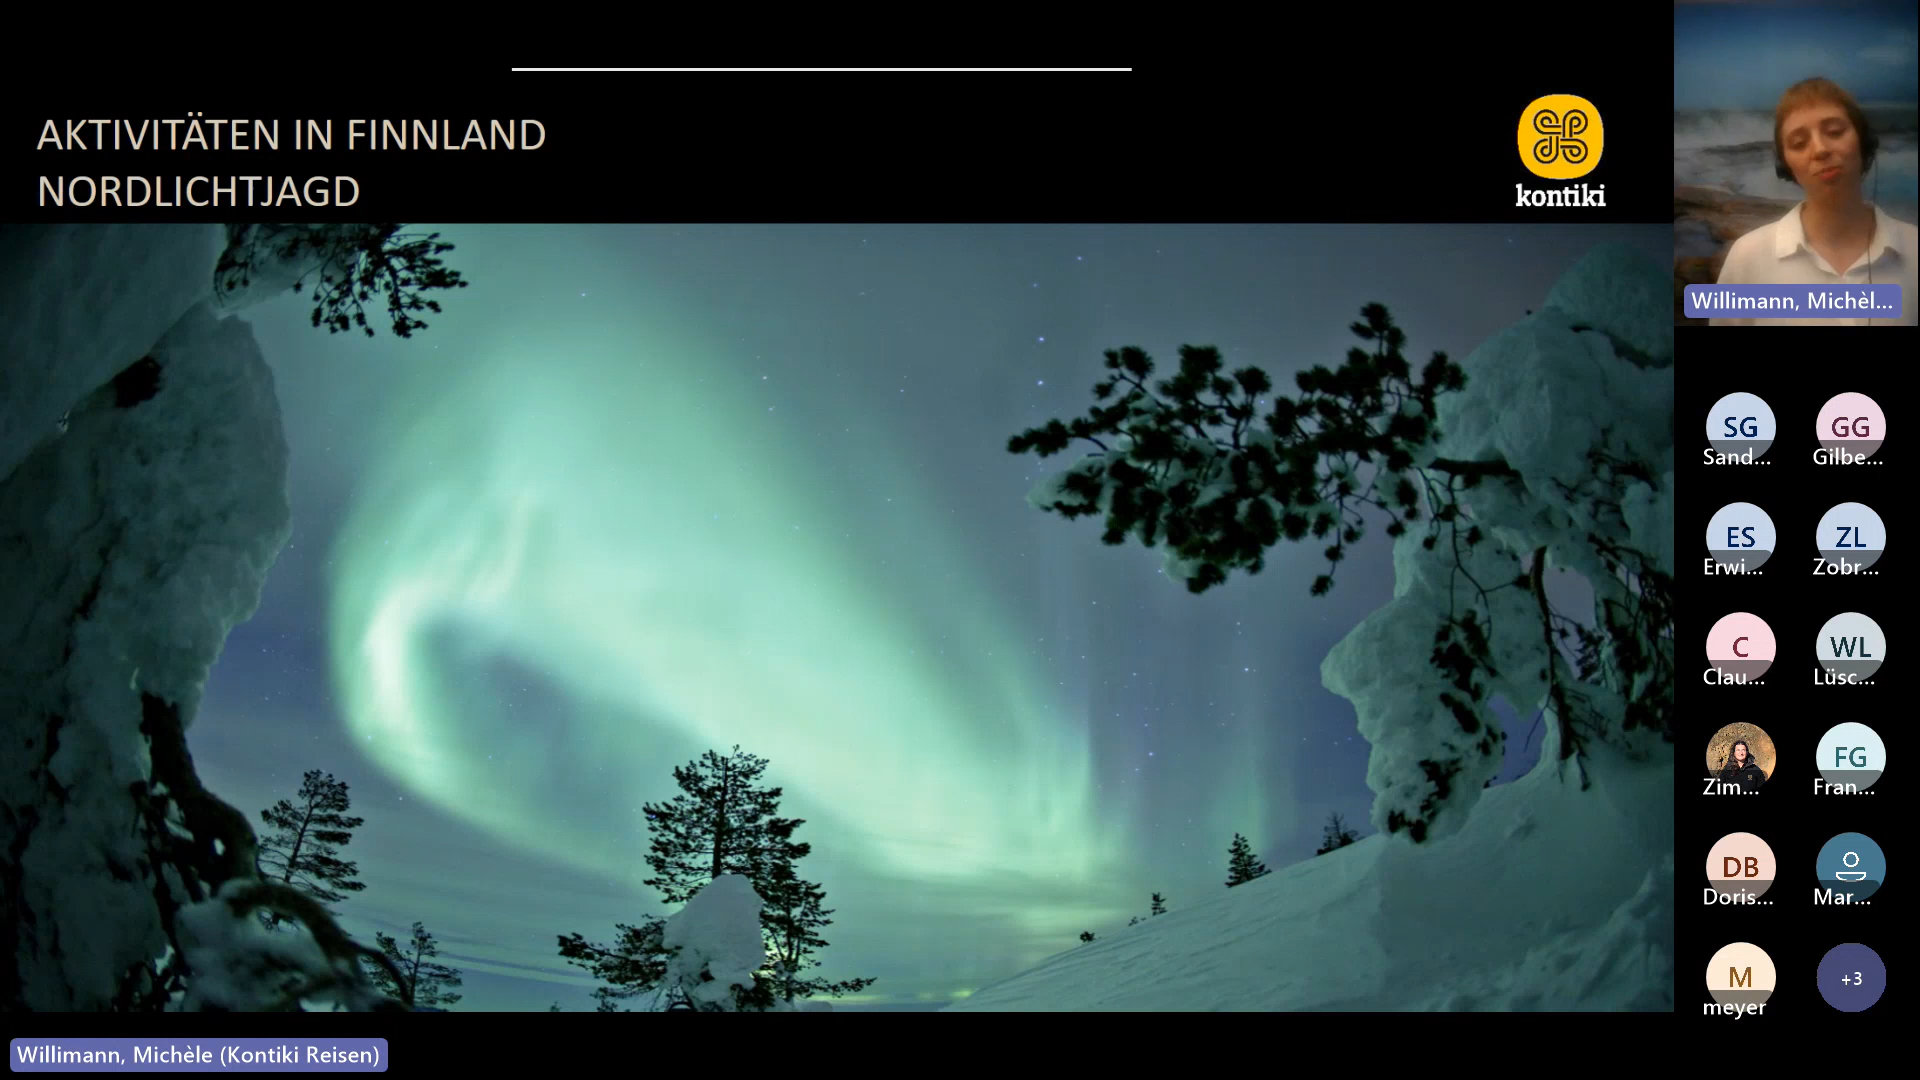 AKTIVITÄTEN IN FINNLAND
NORDLICHTJAGD
kontiki
Willimann, Michèl...
SG
Sand...
GG
Gilbe...
ES
Erwi...
ZL
Zobr...
C
Clau...
WL
Lüsc...
Zim...
FG
Fran...
DB
Doris...
Mar...
M
meyer
+3
Willimann, Michèle (Kontiki Reisen)